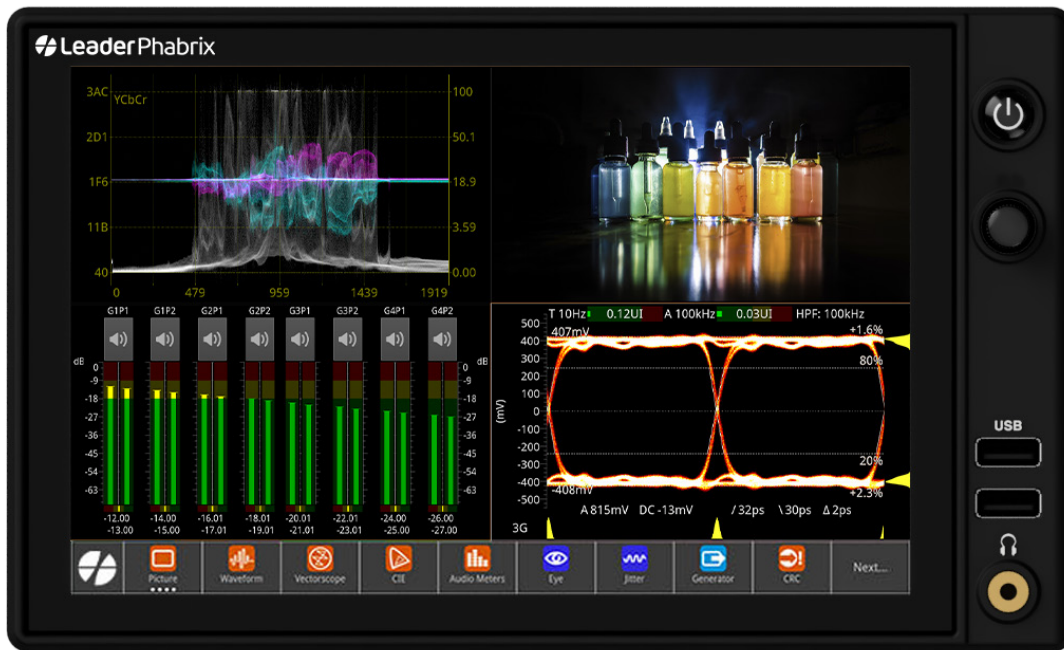 LeaderPhabrix
3AC YCbCr 100
2D1 50.1
1F6 18.9
11B 3.59
40 0.00
0 479 959 1439 1919
G1P1 G1P2 G2P1 G2P2 G3P1 G3P2 G4P1 G4P2
dB dB
0 0
-9 -9
-18 -18
-27 -27
-36 -36
-45 -45
-54 -54
-63 -63
-12.00 -14.00 -16.01 -18.01 -20.01 -22.01 -24.00 -26.00
-13.00 -15.00 -17.01 -19.01 -21.01 -23.01 -25.00 -27.00
T 10Hz 0.12UI A 100kHz 0.03UI HPF: 100kHz
500 407mV +1.6%
400
300 80%
200
100
(mV) 0
-100
-200
-300 20%
-400 -408mV +2.3%
-500 A 815mV DC -13mV / 32ps \ 30ps Δ 2ps
3G
Picture Waveform Vectorscope CIE Audio Meters Eye Jitter Generator CRC Next...
USB